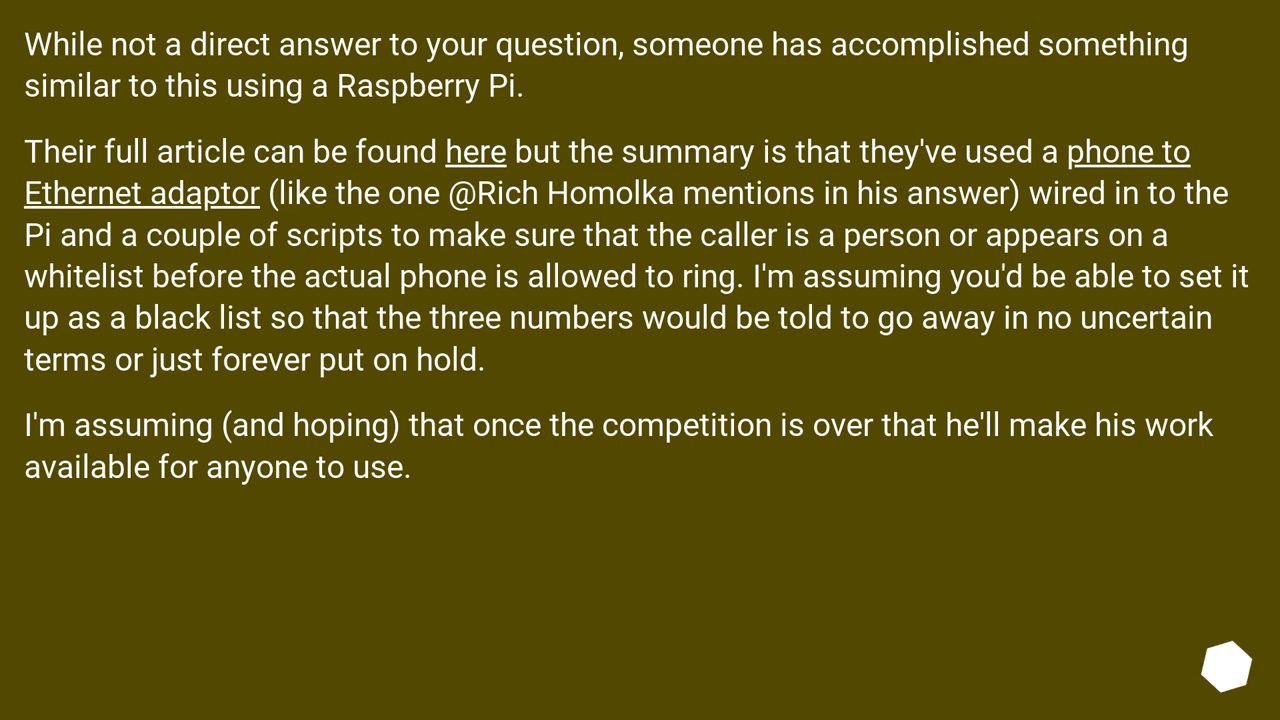 While not a direct answer to your question, someone has accomplished something
similar to this using a Raspberry Pi.
Their full article can be found here but the summary is that they've used a phone to
Ethernet adaptor (like the one @Rich Homolka mentions in his answer) wired in to the
Pi and a couple of scripts to make sure that the caller is a person or appears on a
whitelist before the actual phone is allowed to ring. I'm assuming you'd be able to set it
up as a black list so that the three numbers would be told to go away in no uncertain
terms or just forever put on hold.
I'm assuming (and hoping) that once the competition is over that he'll make his work
available for anyone to use.